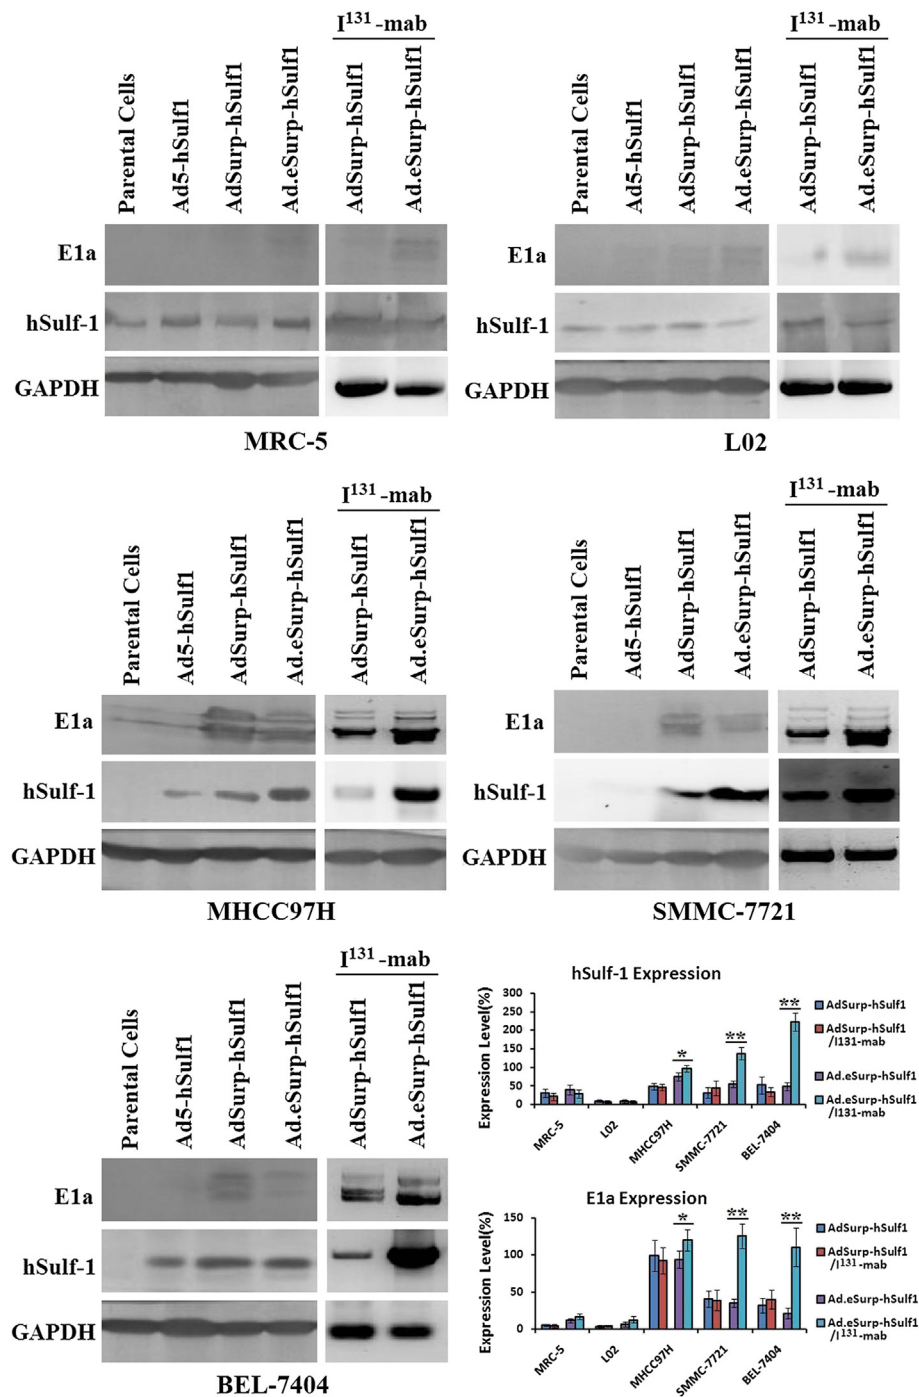 I131-mab
Parental Cells
Ad5-hSulf1
AdSurp-hSulf1
Ad.eSurp-hSulf1
AdSurp-hSulf1
Ad.eSurp-hSulf1
E1a
hSulf-1
GAPDH
MRC-5
I131-mab
Parental Cells
Ad5-hSulf1
AdSurp-hSulf1
Ad.eSurp-hSulf1
AdSurp-hSulf1
Ad.eSurp-hSulf1
E1a
hSulf-1
GAPDH
L02
I131-mab
Parental Cells
Ad5-hSulf1
AdSurp-hSulf1
Ad.eSurp-hSulf1
AdSurp-hSulf1
Ad.eSurp-hSulf1
E1a
hSulf-1
GAPDH
MHCC97H
I131-mab
Parental Cells
Ad5-hSulf1
AdSurp-hSulf1
Ad.eSurp-hSulf1
AdSurp-hSulf1
Ad.eSurp-hSulf1
E1a
hSulf-1
GAPDH
SMMC-7721
I131-mab
Parental Cells
Ad5-hSulf1
AdSurp-hSulf1
Ad.eSurp-hSulf1
AdSurp-hSulf1
Ad.eSurp-hSulf1
E1a
hSulf-1
GAPDH
BEL-7404
hSulf-1 Expression
Expression Level(%)
300
250
200
150
100
50
0
*
**
**
MRC-5
L02
MHCC97H
SMMC-7721
BEL-7404
AdSurp-hSulf1
AdSurp-hSulf1
/I131-mab
Ad.eSurp-hSulf1
Ad.eSurp-hSulf1
/I131-mab
E1a Expression
Expression Level(%)
150
100
50
0
*
**
**
MRC-5
L02
MHCC97H
SMMC-7721
BEL-7404
AdSurp-hSulf1
AdSurp-hSulf1
/I131-mab
Ad.eSurp-hSulf1
Ad.eSurp-hSulf1
/I131-mab